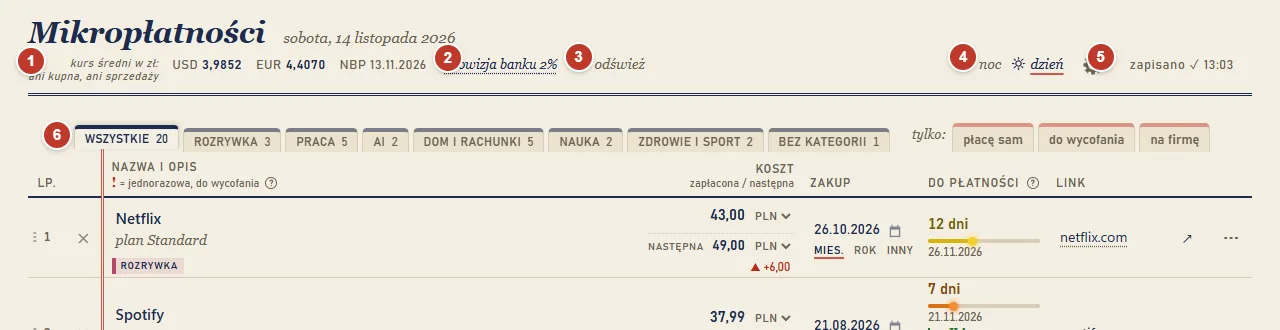 Mikropłatności sobota, 14 listopada 2026
1 kurs średni w zł: USD 3,9852 EUR 4,4070 NBP 13.11.2026 2 prowizja banku 2% 3 odśwież 4 noc dzień 5 zapisano ✓ 13:03
ani kupna, ani sprzedaży
6 WSZYSTKIE 20 ROZRYWKA 3 PRACA 5 AI 2 DOM I RACHUNKI 5 NAUKA 2 ZDROWIE I SPORT 2 BEZ KATEGORII 1 tylko: płacę sam do wycofania na firmę
LP. NAZWA I OPIS KOSZT ZAKUP DO PŁATNOŚCI ? LINK
! = jednorazowa, do wycofania ? zapłacona / następna
1 × Netflix 43,00 PLN 26.10.2026 12 dni netflix.com ↗ ···
plan Standard NASTĘPNA 49,00 PLN MIES. ROK INNY 26.11.2026
ROZRYWKA ▲ +6,00
Spotify 37,99 PLN 21.08.2026 7 dni
21.11.2026